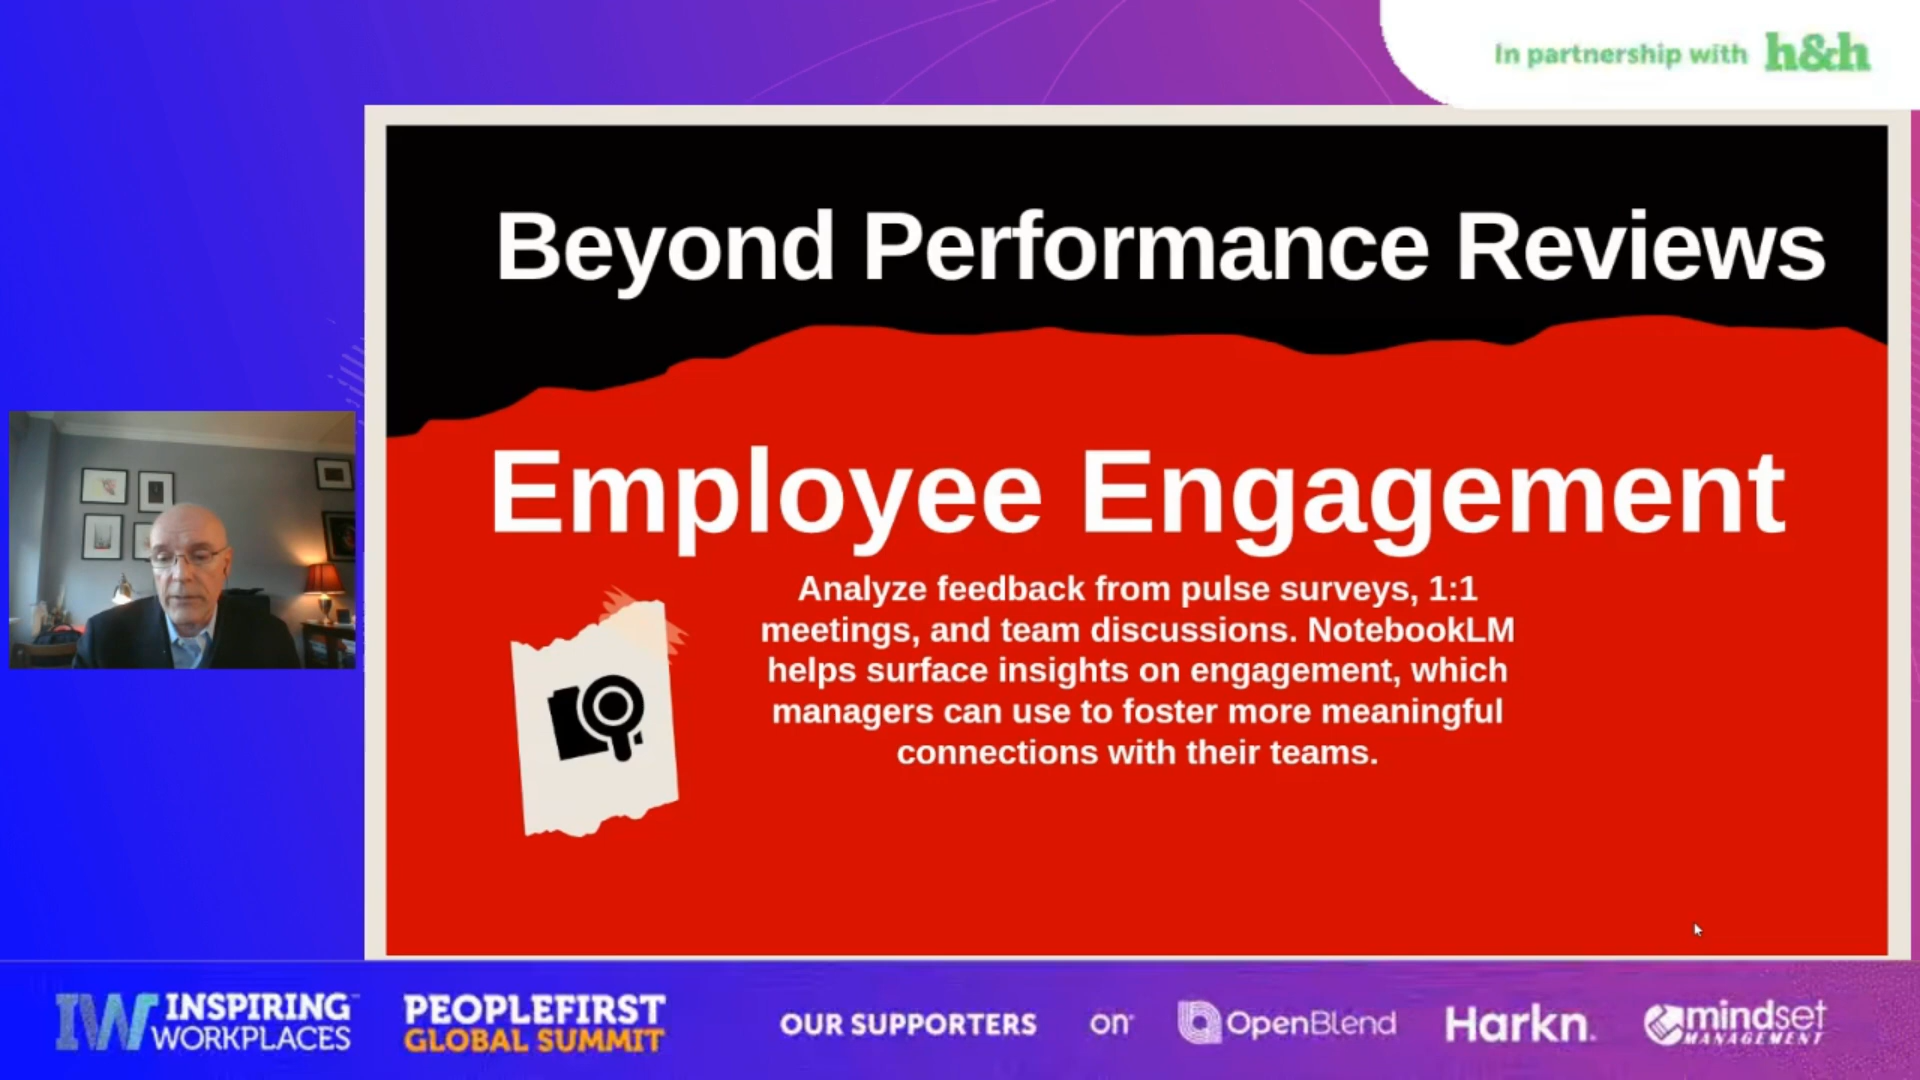 In partnership with h&h
Beyond Performance Reviews
Employee Engagement
Analyze feedback from pulse surveys, 1:1
meetings, and team discussions. NotebookLM
helps surface insights on engagement, which
managers can use to foster more meaningful
connections with their teams.
IW INSPIRING
WORKPLACES
PEOPLEFIRST
GLOBAL SUMMIT
OUR SUPPORTERS
on
OpenBlend
Harkn.
mindset
MANAGEMENT